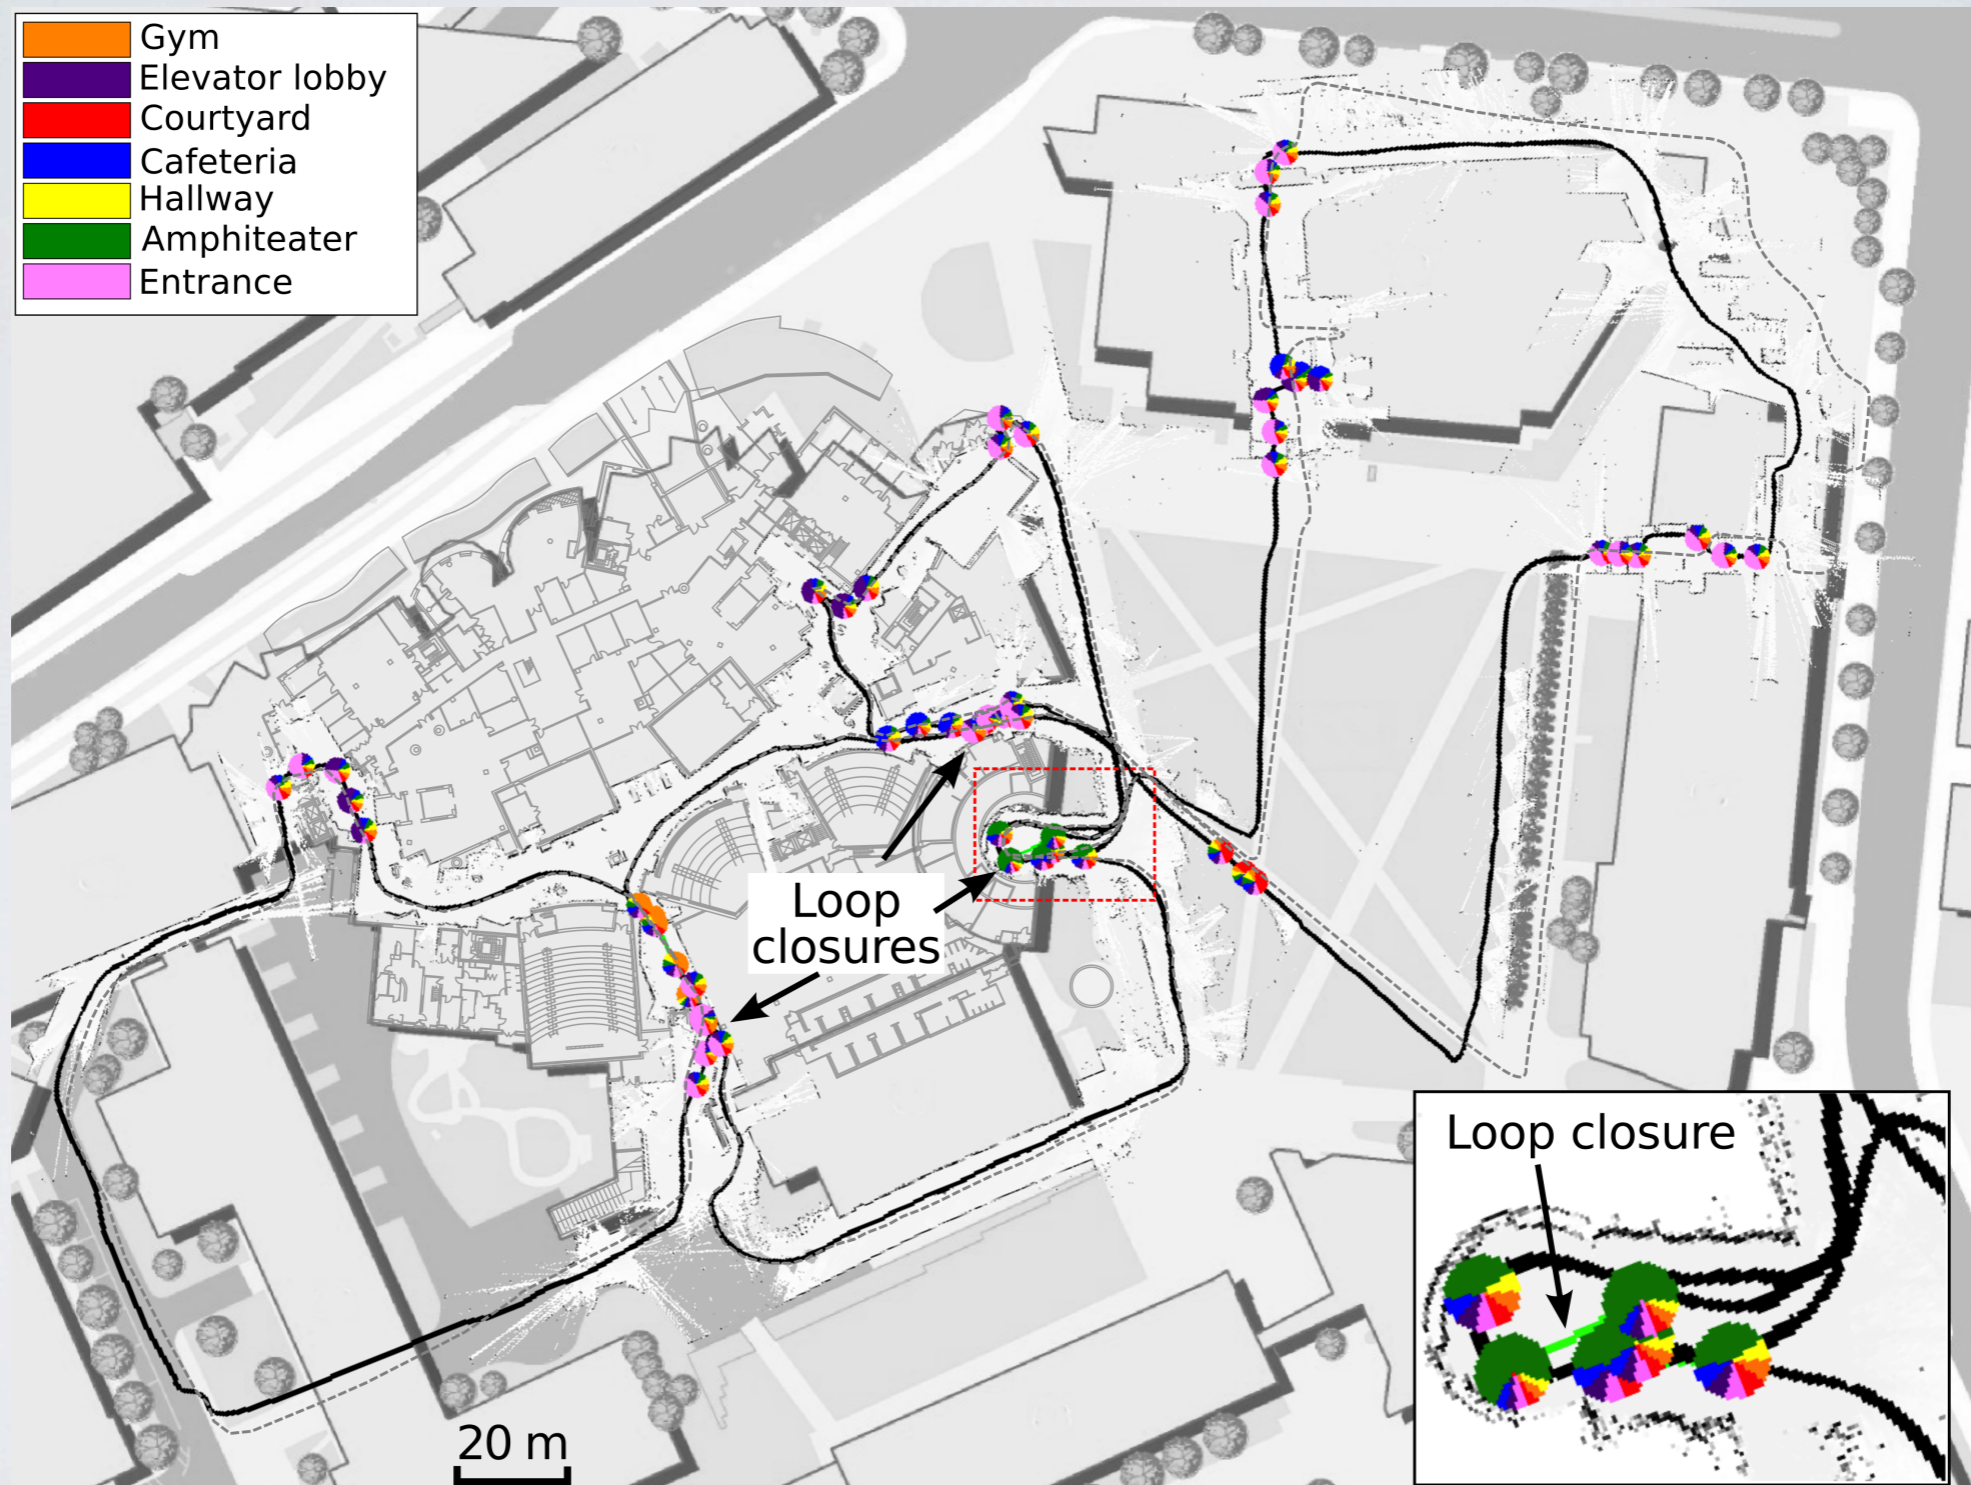 Gym
Elevator lobby
Courtyard
Cafeteria
Hallway
Amphiteater
Entrance
Loop
closures
Loop closure
20 m